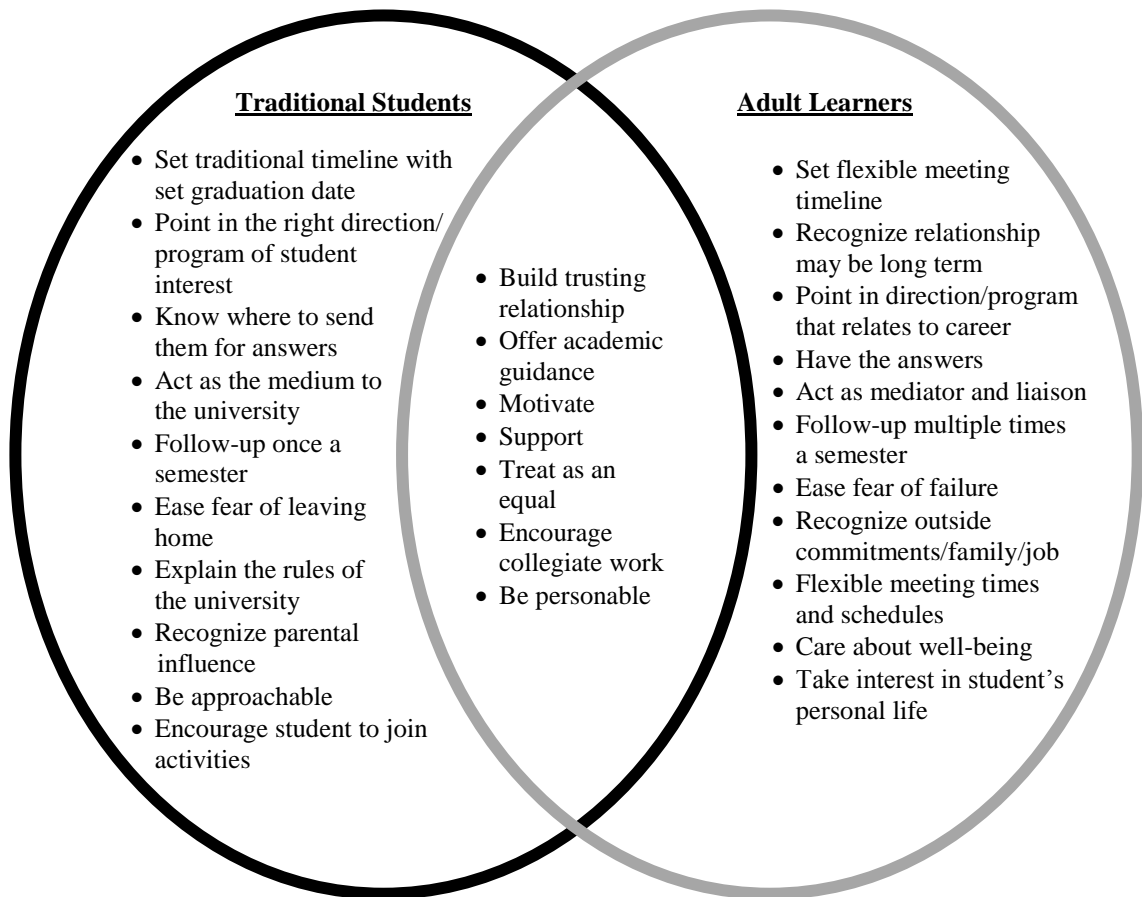 Traditional Students
• Set traditional timeline with
set graduation date
• Point in the right direction/
program of student
interest
• Know where to send
them for answers
• Act as the medium to
the university
• Follow-up once a
semester
• Ease fear of leaving
home
• Explain the rules of
the university
• Recognize parental
influence
• Be approachable
• Encourage student to join
activities
• Build trusting
relationship
• Offer academic
guidance
• Motivate
• Support
• Treat as an
equal
• Encourage
collegiate work
• Be personable
Adult Learners
• Set flexible meeting
timeline
• Recognize relationship
may be long term
• Point in direction/program
that relates to career
• Have the answers
• Act as mediator and liaison
• Follow-up multiple times
a semester
• Ease fear of failure
• Recognize outside
commitments/family/job
• Flexible meeting times
and schedules
• Care about well-being
• Take interest in student’s
personal life